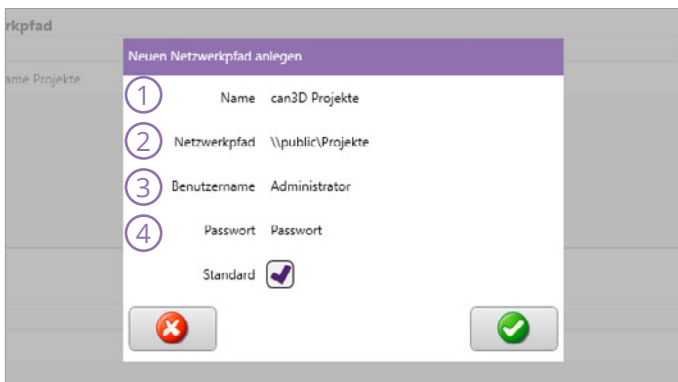 rkpfad
Neuen Netzwerkpfad anlegen
ame Projekte
1 Name can3D Projekte
2 Netzwerkpfad \\public\Projekte
3 Benutzername Administrator
4 Passwort Passwort
Standard